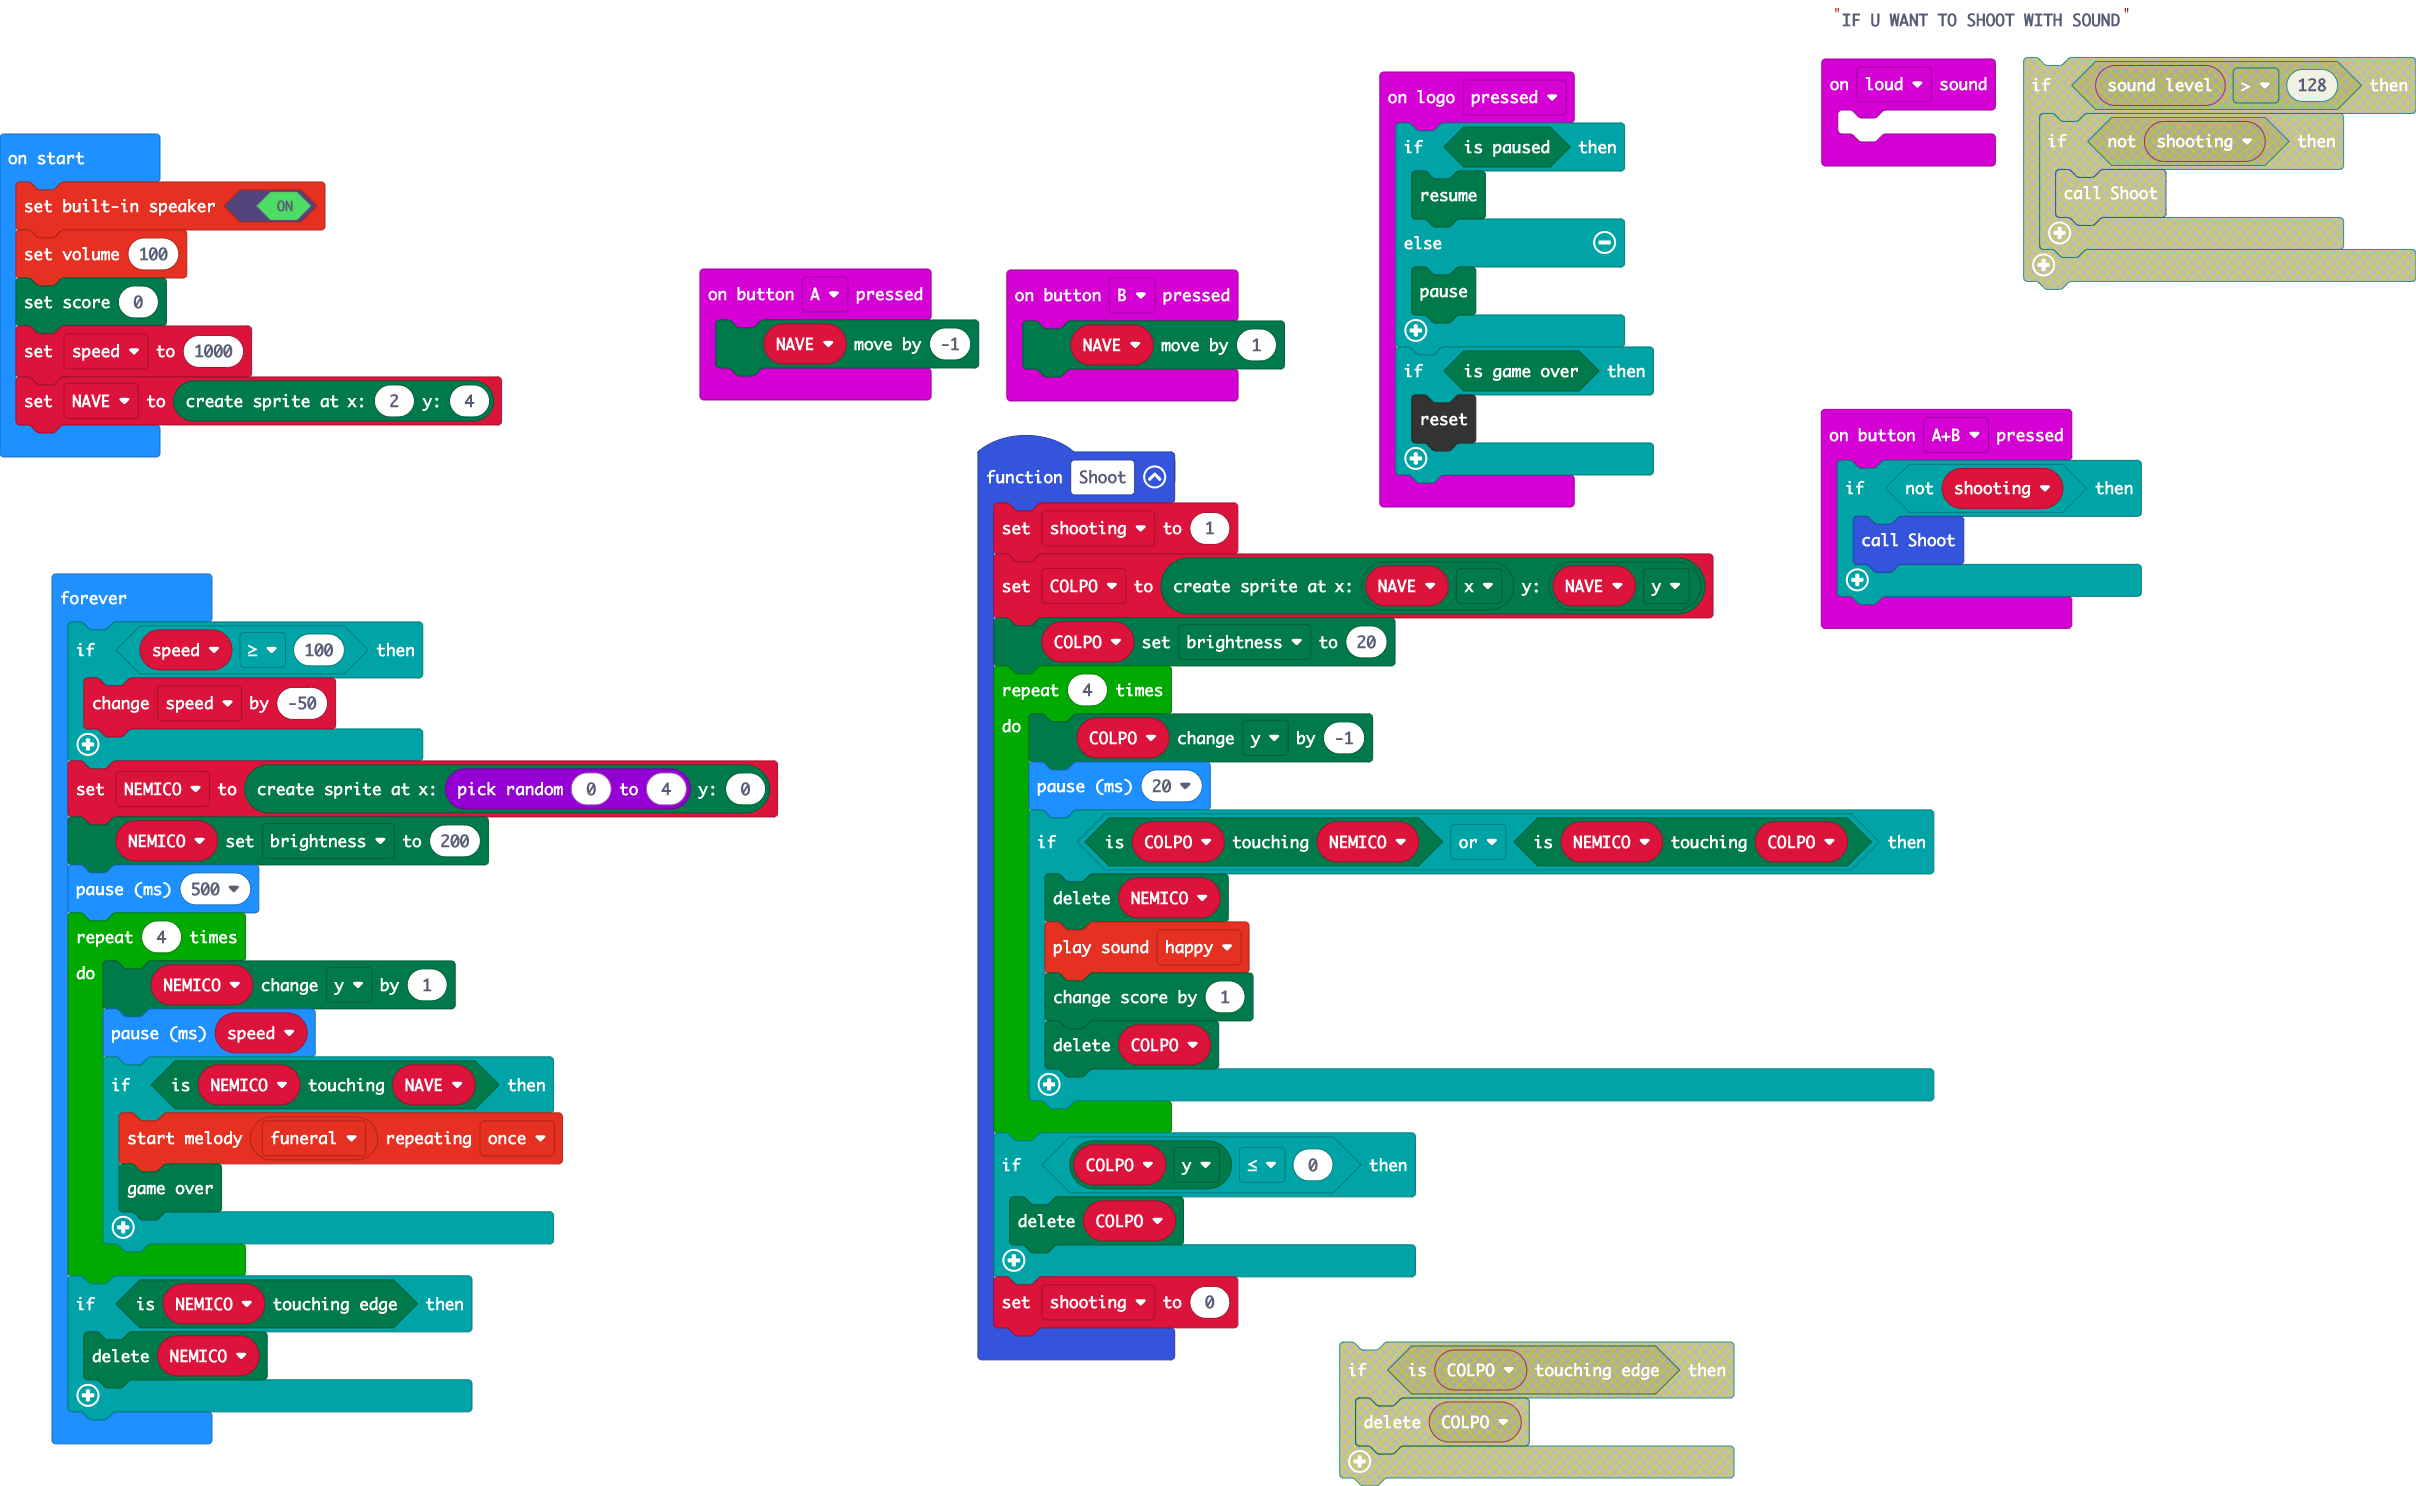 "IF U WANT TO SHOOT WITH SOUND"
on start
set built-in speaker ON
set volume 100
set score 0
set speed to 1000
set NAVE to create sprite at x: 2 y: 4
on button A pressed
NAVE move by -1
on button B pressed
NAVE move by 1
on logo pressed
if is paused then
resume
else
pause
if is game over then
reset
on loud sound
if sound level > 128 then
if not shooting then
call Shoot
on button A+B pressed
if not shooting then
call Shoot
forever
if speed ≥ 100 then
change speed by -50
set NEMICO to create sprite at x: pick random 0 to 4 y: 0
NEMICO set brightness to 200
pause (ms) 500
repeat 4 times
do
NEMICO change y by 1
pause (ms) speed
if is NEMICO touching NAVE then
start melody funeral repeating once
game over
if is NEMICO touching edge then
delete NEMICO
function Shoot
set shooting to 1
set COLPO to create sprite at x: NAVE x y: NAVE y
COLPO set brightness to 20
repeat 4 times
do
COLPO change y by -1
pause (ms) 20
if is COLPO touching NEMICO or is NEMICO touching COLPO then
delete NEMICO
play sound happy
change score by 1
delete COLPO
if COLPO y ≤ 0 then
delete COLPO
set shooting to 0
if is COLPO touching edge then
delete COLPO